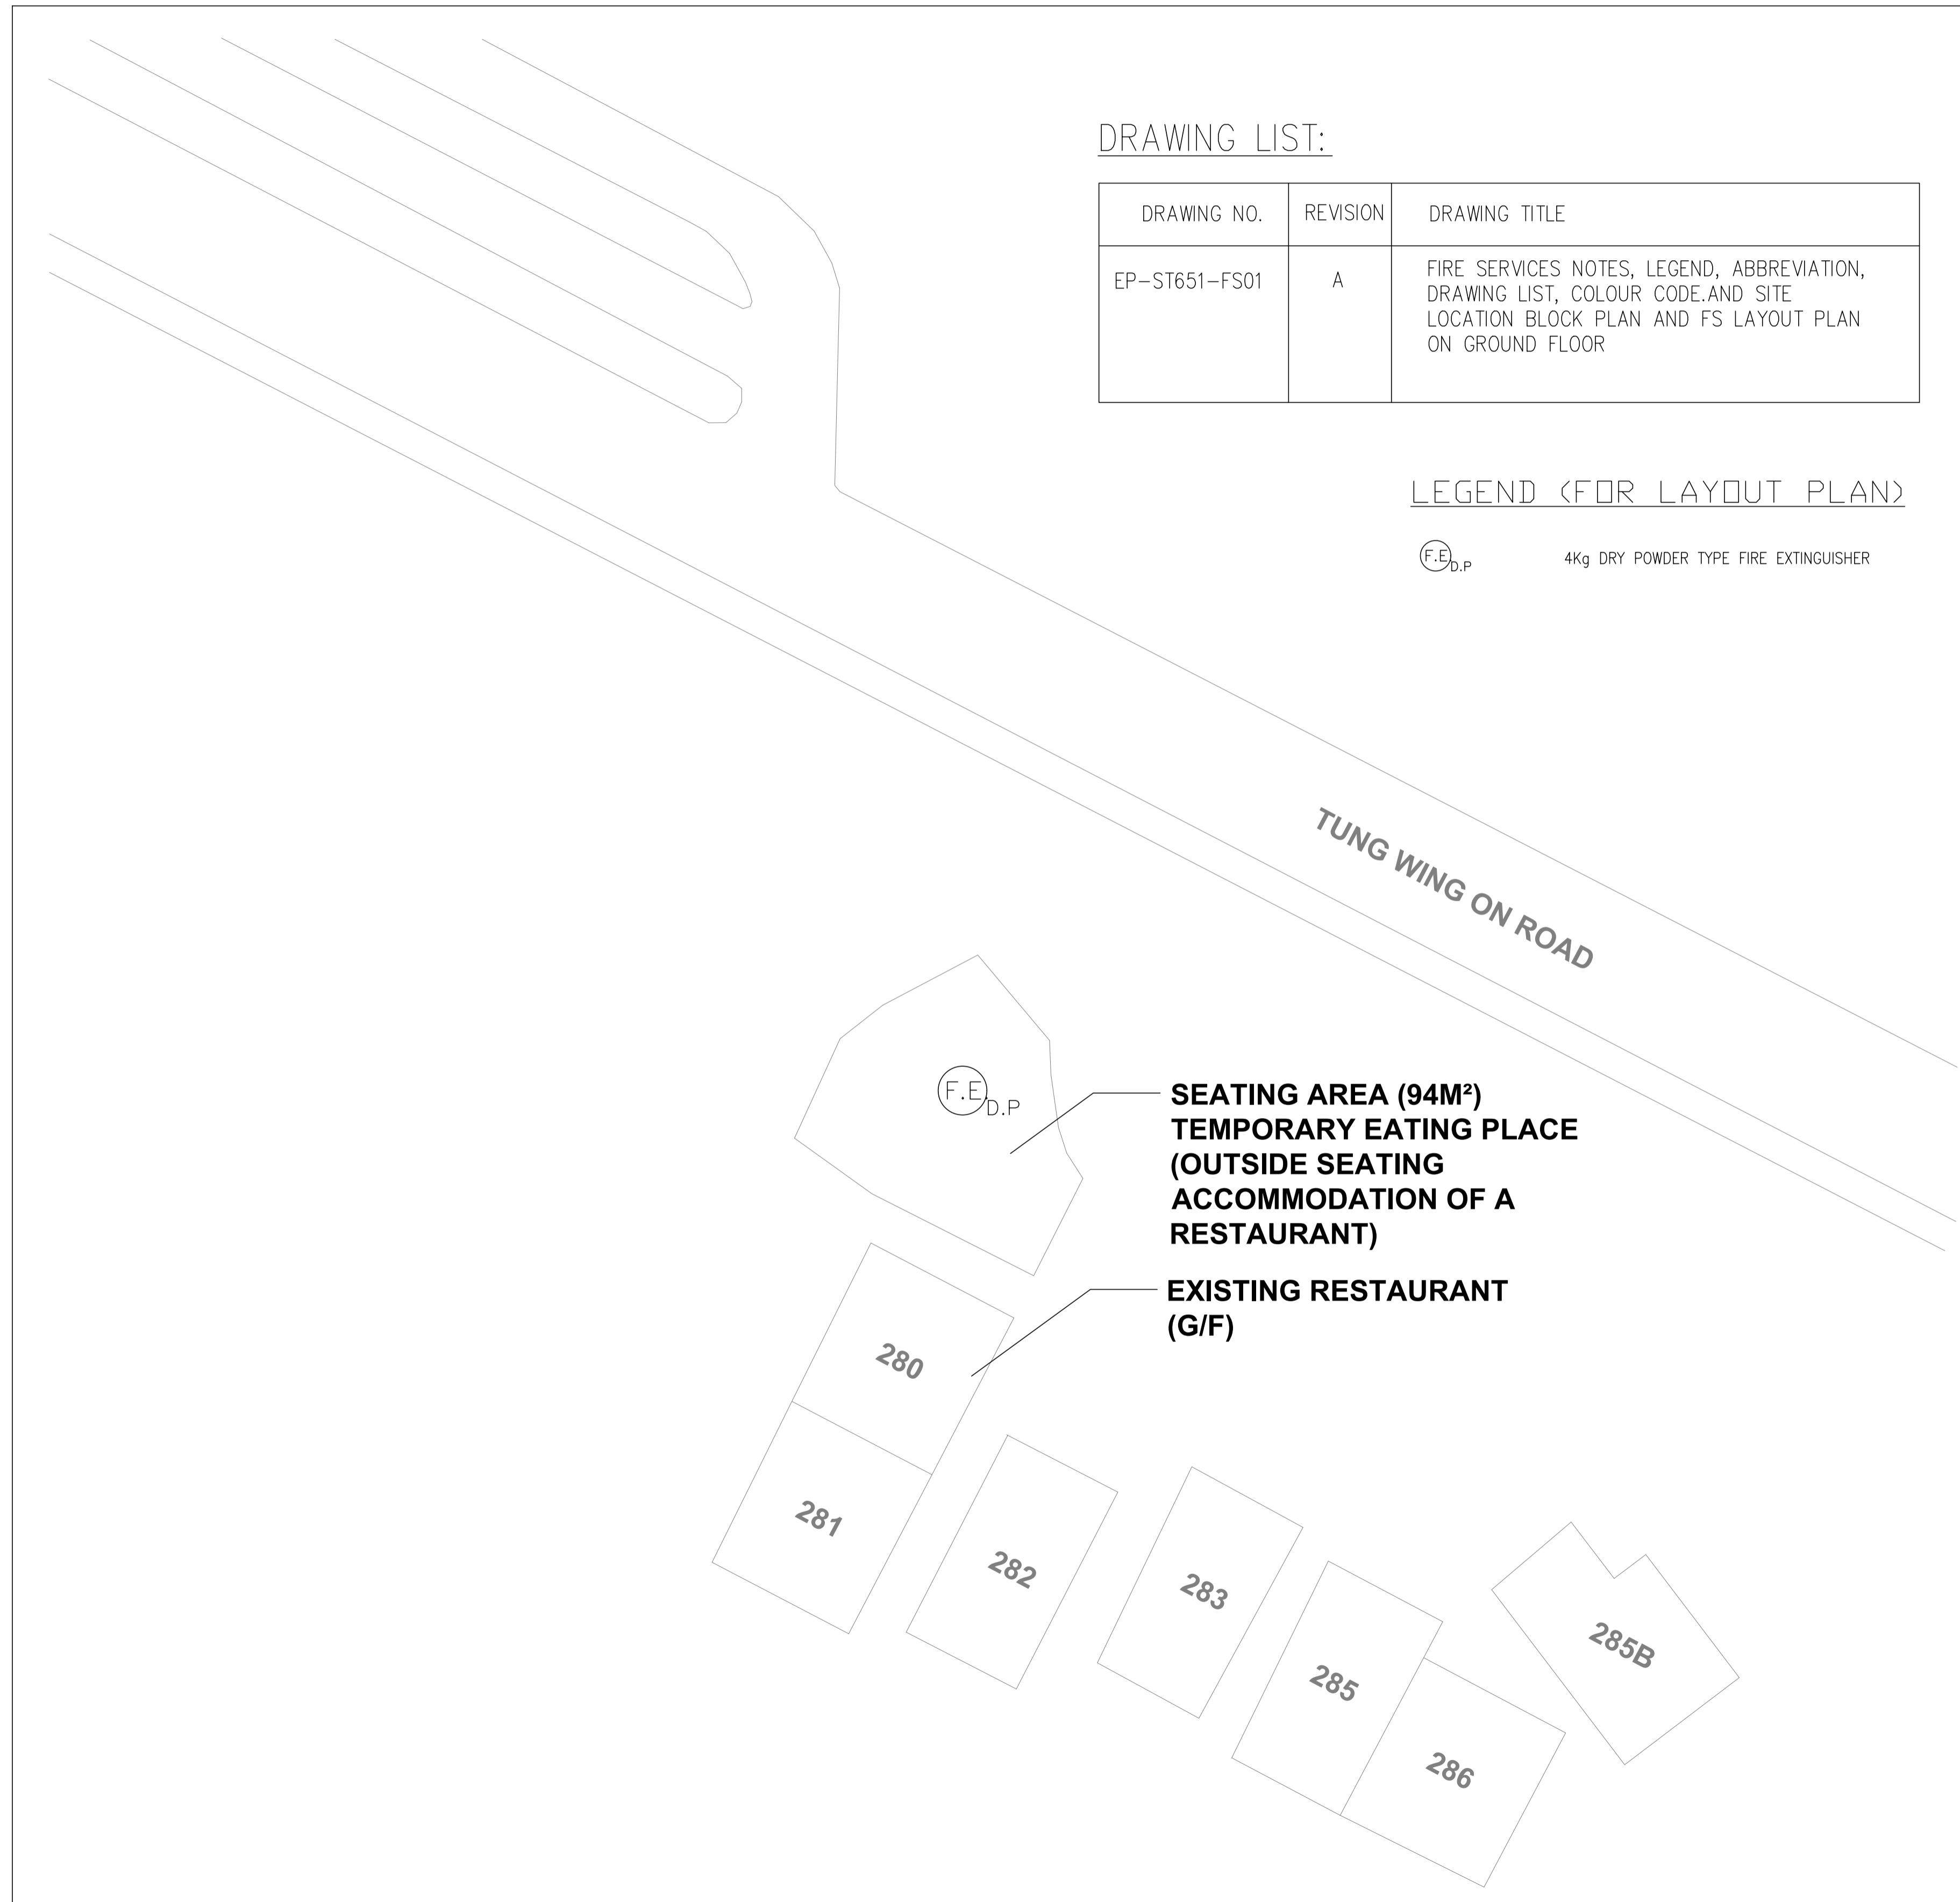 DRAWING LIST:
DRAWING NO. REVISION DRAWING TITLE
EP-ST651-FS01 A FIRE SERVICES NOTES, LEGEND, ABBREVIATION,
DRAWING LIST, COLOUR CODE.AND SITE
LOCATION BLOCK PLAN AND FS LAYOUT PLAN
ON GROUND FLOOR
LEGEND (FOR LAYOUT PLAN)
F.E. D.P 4Kg DRY POWDER TYPE FIRE EXTINGUISHER
TUNG WING ON ROAD
F.E. D.P
SEATING AREA (94M²)
TEMPORARY EATING PLACE
(OUTSIDE SEATING
ACCOMMODATION OF A
RESTAURANT)
EXISTING RESTAURANT
(G/F)
280
281
282
283
285
285B
286